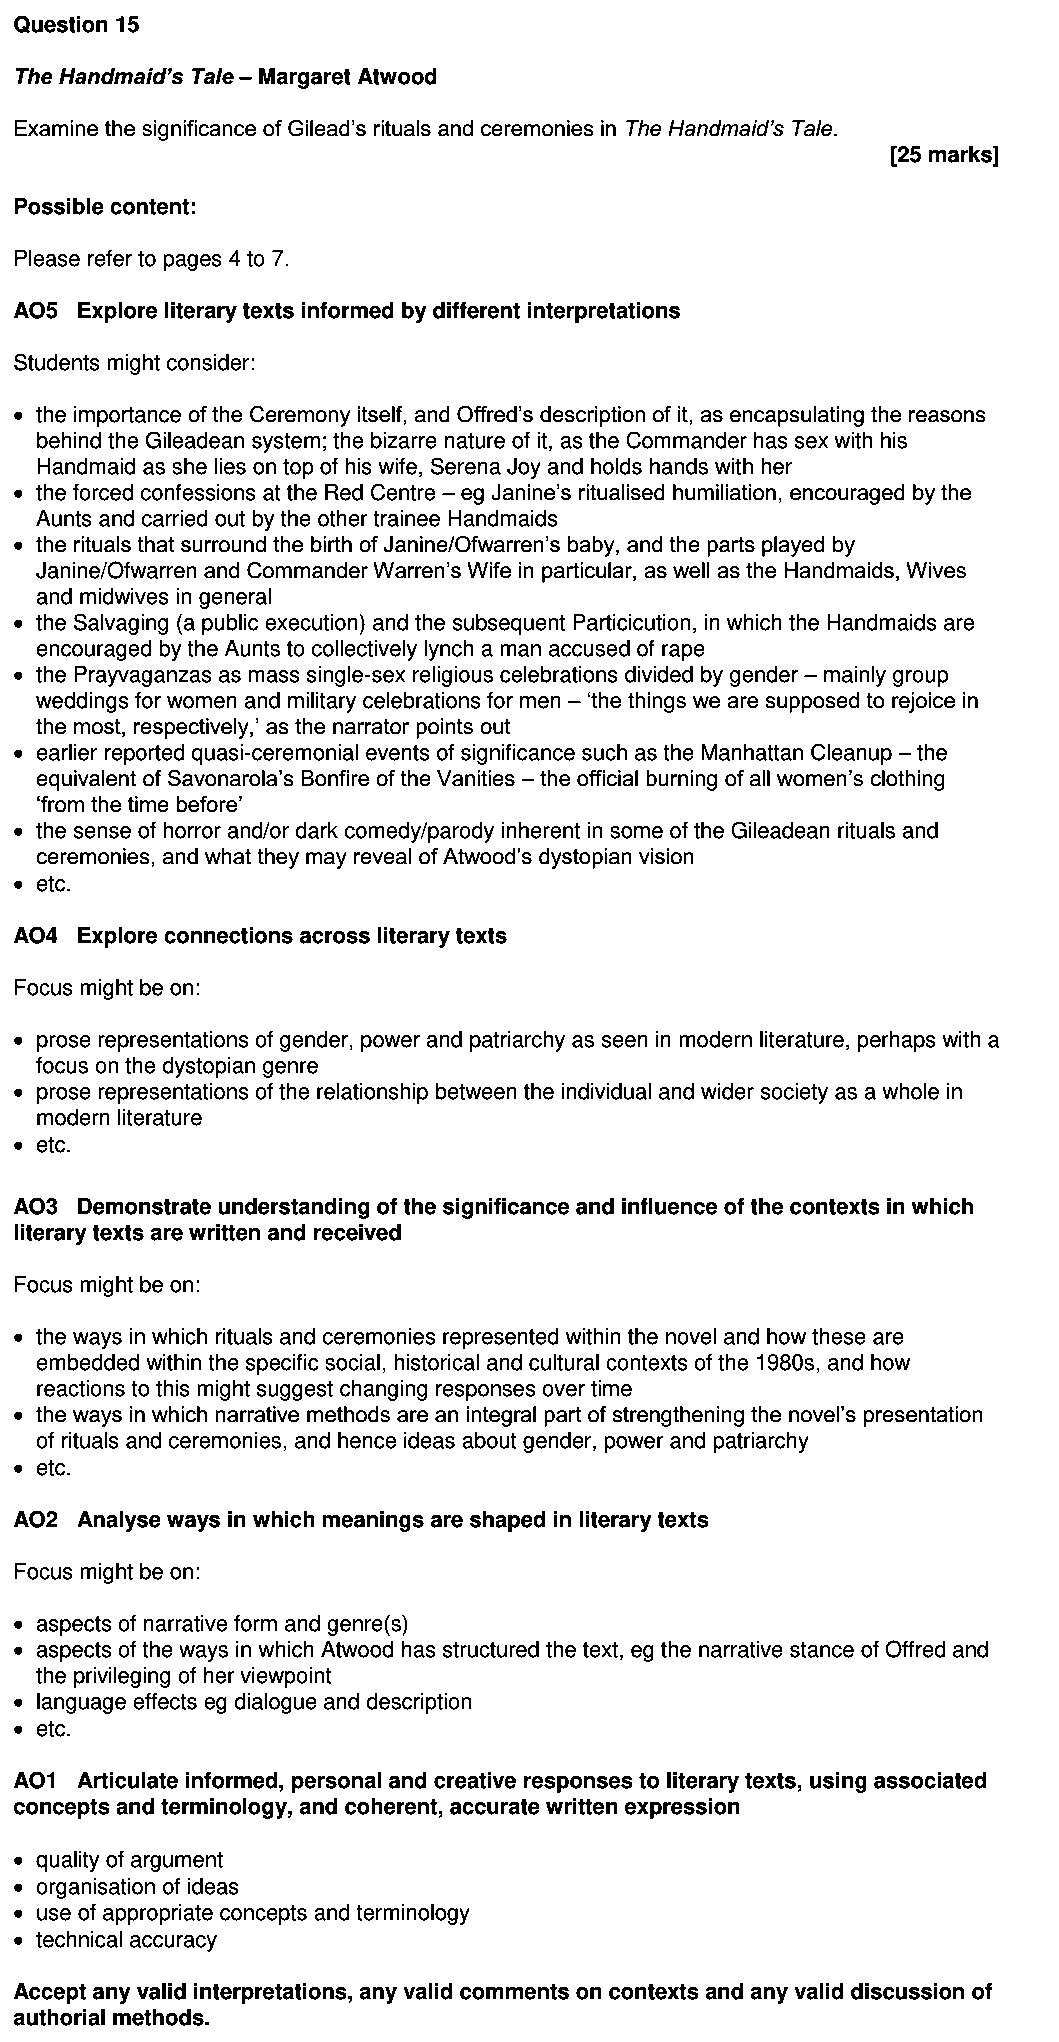 Question 15
The Handmaid's Tale – Margaret Atwood
Examine the significance of Gilead's rituals and ceremonies in The Handmaid's Tale.
[25 marks]
Possible content:
Please refer to pages 4 to 7.
AO5 Explore literary texts informed by different interpretations
Students might consider:
• the importance of the Ceremony itself, and Offred's description of it, as encapsulating the reasons
behind the Gileadean system; the bizarre nature of it, as the Commander has sex with his
Handmaid as she lies on top of his wife, Serena Joy and holds hands with her
• the forced confessions at the Red Centre – eg Janine's ritualised humiliation, encouraged by the
Aunts and carried out by the other trainee Handmaids
• the rituals that surround the birth of Janine/Ofwarren's baby, and the parts played by
Janine/Ofwarren and Commander Warren's Wife in particular, as well as the Handmaids, Wives
and midwives in general
• the Salvaging (a public execution) and the subsequent Particicution, in which the Handmaids are
encouraged by the Aunts to collectively lynch a man accused of rape
• the Prayvaganzas as mass single-sex religious celebrations divided by gender – mainly group
weddings for women and military celebrations for men – 'the things we are supposed to rejoice in
the most, respectively,' as the narrator points out
• earlier reported quasi-ceremonial events of significance such as the Manhattan Cleanup – the
equivalent of Savonarola's Bonfire of the Vanities – the official burning of all women's clothing
'from the time before'
• the sense of horror and/or dark comedy/parody inherent in some of the Gileadean rituals and
ceremonies, and what they may reveal of Atwood's dystopian vision
• etc.
AO4 Explore connections across literary texts
Focus might be on:
• prose representations of gender, power and patriarchy as seen in modern literature, perhaps with a
focus on the dystopian genre
• prose representations of the relationship between the individual and wider society as a whole in
modern literature
• etc.
AO3 Demonstrate understanding of the significance and influence of the contexts in which
literary texts are written and received
Focus might be on:
• the ways in which rituals and ceremonies represented within the novel and how these are
embedded within the specific social, historical and cultural contexts of the 1980s, and how
reactions to this might suggest changing responses over time
• the ways in which narrative methods are an integral part of strengthening the novel's presentation
of rituals and ceremonies, and hence ideas about gender, power and patriarchy
• etc.
AO2 Analyse ways in which meanings are shaped in literary texts
Focus might be on:
• aspects of narrative form and genre(s)
• aspects of the ways in which Atwood has structured the text, eg the narrative stance of Offred and
the privileging of her viewpoint
• language effects eg dialogue and description
• etc.
AO1 Articulate informed, personal and creative responses to literary texts, using associated
concepts and terminology, and coherent, accurate written expression
• quality of argument
• organisation of ideas
• use of appropriate concepts and terminology
• technical accuracy
Accept any valid interpretations, any valid comments on contexts and any valid discussion of
authorial methods.